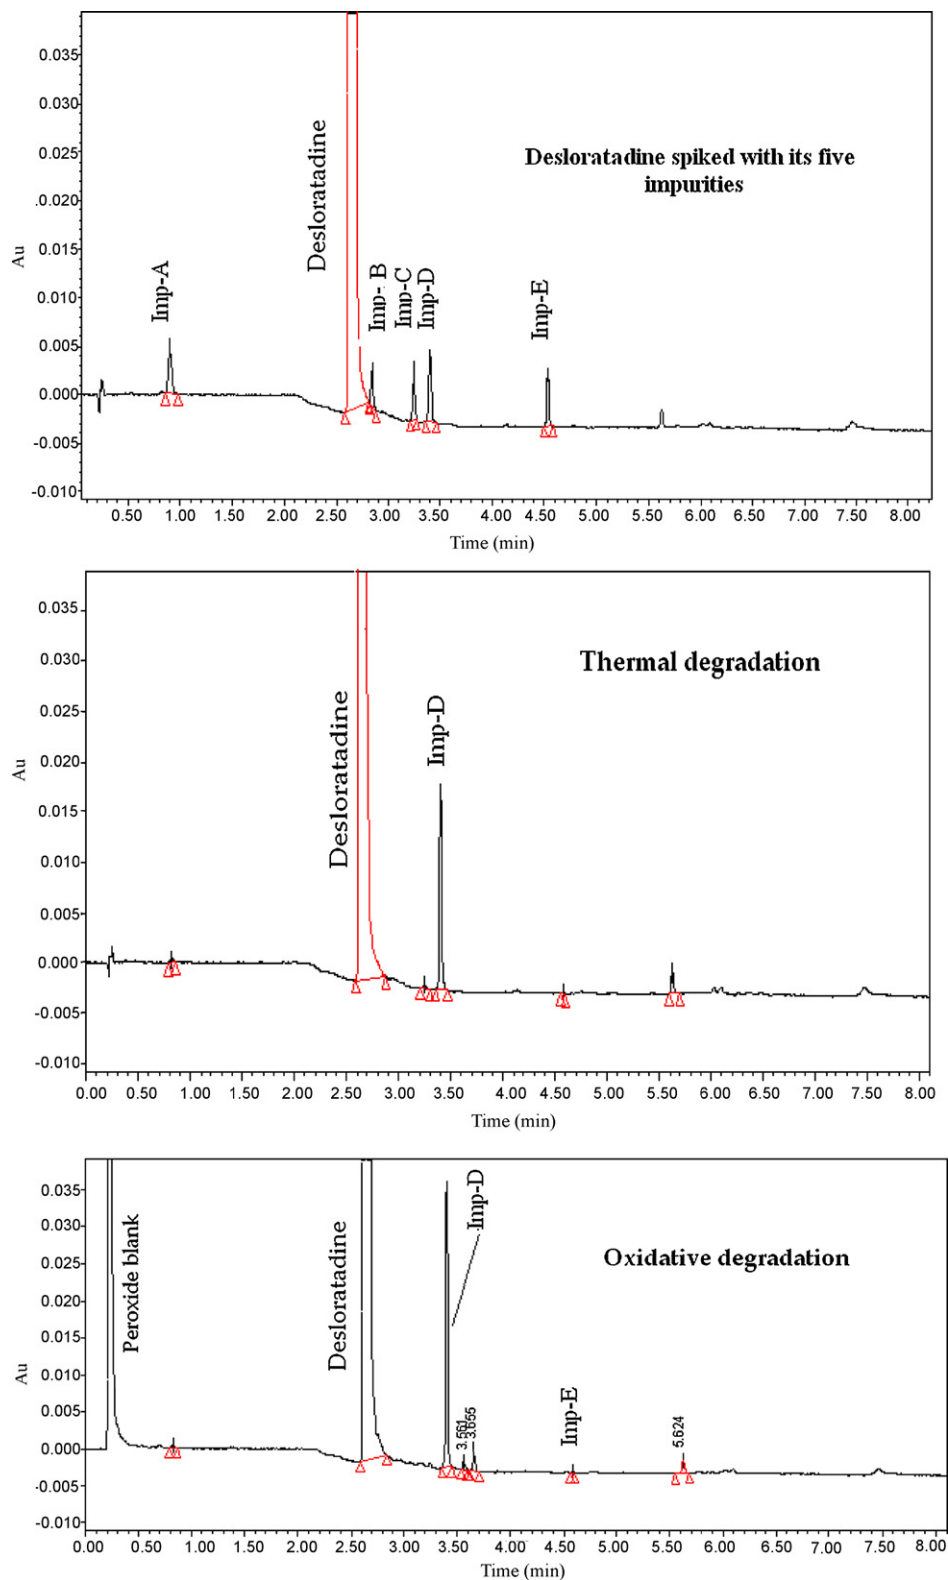 0.035
0.030
0.025
.020
0.015
0.010
0.005
0.000
-0.005
-0.010
Au
Imp-A
Desloratadine
Imp- B
Imp-C
Imp-D
Imp-E
Desloratadine spiked with its five
impurities
0.50 1.00 1.50 2.00 2.50 3.00 3.50 4.00 4.50 5.00 5.50 6.00 6.50 7.00 7.50 8.00
Time (min)
0.035
0.030
0.025
0.020
0.015
0.010
0.005
0.000
-0.005
-0.010
Au
Desloratadine
Imp-D
Thermal degradation
0.00 0.50 1.00 1.50 2.00 2.50 3.00 3.50 4.00 4.50 5.00 5.50 6.00 6.50 7.00 7.50 8.00
Time (min)
0.035
0.030
0.025
0.020
0.015
0.010
0.005
0.000
-0.005
-0.010
Au
Peroxide blank
Desloratadine
Imp-D
3.561
3.655
Imp-E
5.624
Oxidative degradation
0.00 0.50 1.00 1.50 2.00 2.50 3.00 3.50 4.00 4.50 5.00 5.50 6.00 6.50 7.00 7.50 8.00
Time (min)